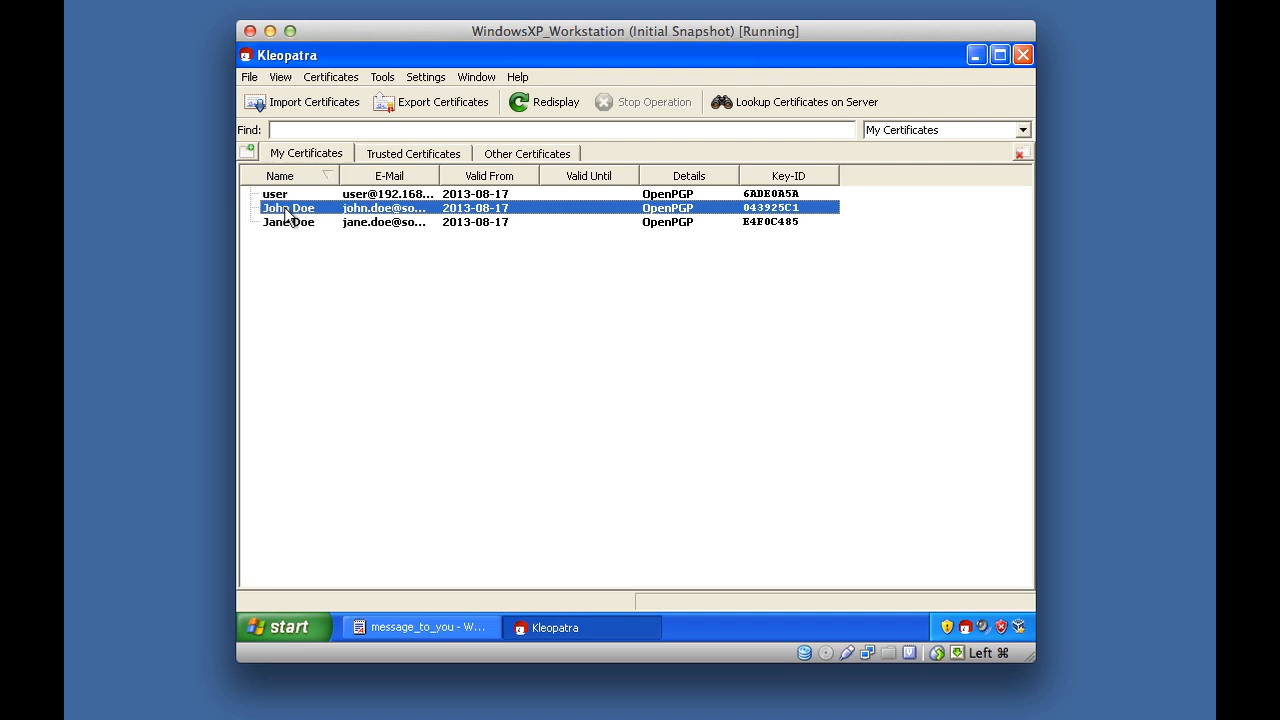 WindowsXP_Workstation (Initial Snapshot) [Running]
Kleopatra
File View Certificates Tools Settings Window Help
Import Certificates Export Certificates Redisplay Stop Operation Lookup Certificates on Server
Find: My Certificates
My Certificates Trusted Certificates Other Certificates
Name E-Mail Valid From Valid Until Details Key-ID
user user@192.168... 2013-08-17 OpenPGP 6ADE0A5A
John Doe john.doe@so... 2013-08-17 OpenPGP 043925C1
Jane Doe jane.doe@so... 2013-08-17 OpenPGP E4F0C485
start message_to_you - W... Kleopatra
Left ⌘